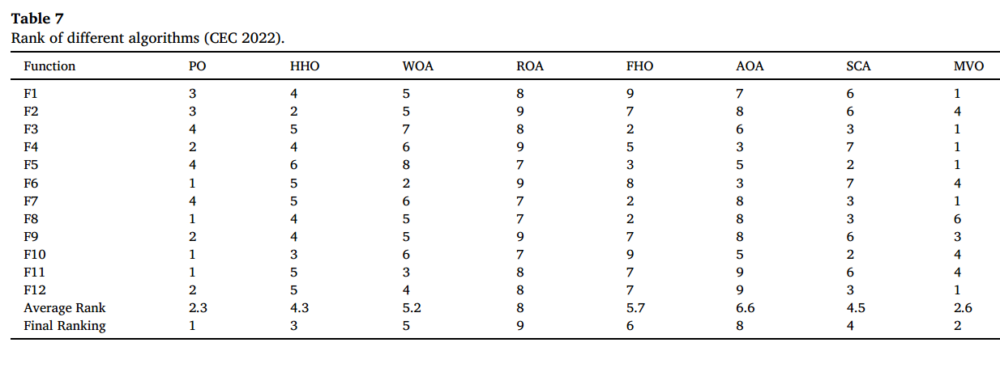 Table 7
Rank of different algorithms (CEC 2022).
Function PO HHO WOA ROA FHO AOA SCA MVO
F1 3 4 5 8 9 7 6 1
F2 3 2 5 9 7 8 6 4
F3 4 5 7 8 2 6 3 1
F4 2 4 6 9 5 3 7 1
F5 4 6 8 7 3 5 2 1
F6 1 5 2 9 8 3 7 4
F7 4 5 6 7 2 8 3 1
F8 1 4 5 7 2 8 3 6
F9 2 4 5 9 7 8 6 3
F10 1 3 6 7 9 5 2 4
F11 1 5 3 8 7 9 6 4
F12 2 5 4 8 7 9 3 1
Average Rank 2.3 4.3 5.2 8 5.7 6.6 4.5 2.6
Final Ranking 1 3 5 9 6 8 4 2